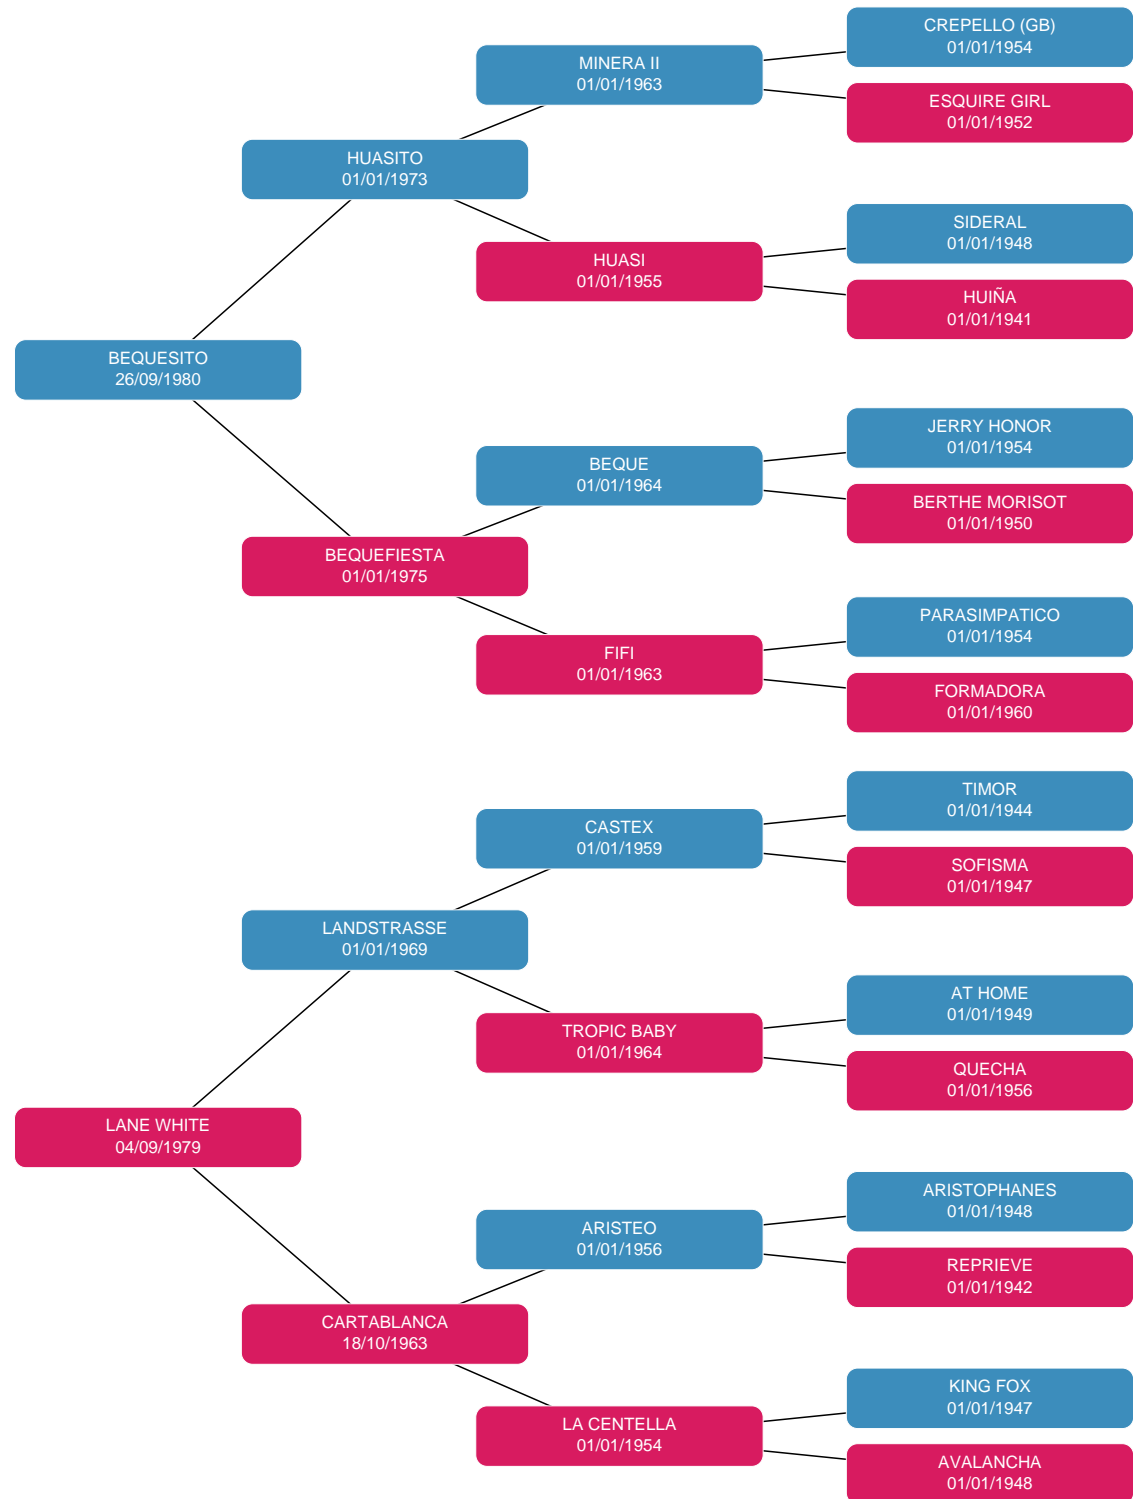 CREPELLO (GB)
01/01/1954
MINERA II
01/01/1963
ESQUIRE GIRL
01/01/1952
HUASITO
01/01/1973
SIDERAL
01/01/1948
HUASI
01/01/1955
HUIÑA
01/01/1941
BEQUESITO
26/09/1980
JERRY HONOR
01/01/1954
BEQUE
01/01/1964
BERTHE MORISOT
01/01/1950
BEQUEFIESTA
01/01/1975
PARASIMPATICO
01/01/1954
FIFI
01/01/1963
FORMADORA
01/01/1960
TIMOR
01/01/1944
CASTEX
01/01/1959
SOFISMA
01/01/1947
LANDSTRASSE
01/01/1969
AT HOME
01/01/1949
TROPIC BABY
01/01/1964
QUECHA
01/01/1956
LANE WHITE
04/09/1979
ARISTOPHANES
01/01/1948
ARISTEO
01/01/1956
REPRIEVE
01/01/1942
CARTABLANCA
18/10/1963
KING FOX
01/01/1947
LA CENTELLA
01/01/1954
AVALANCHA
01/01/1948